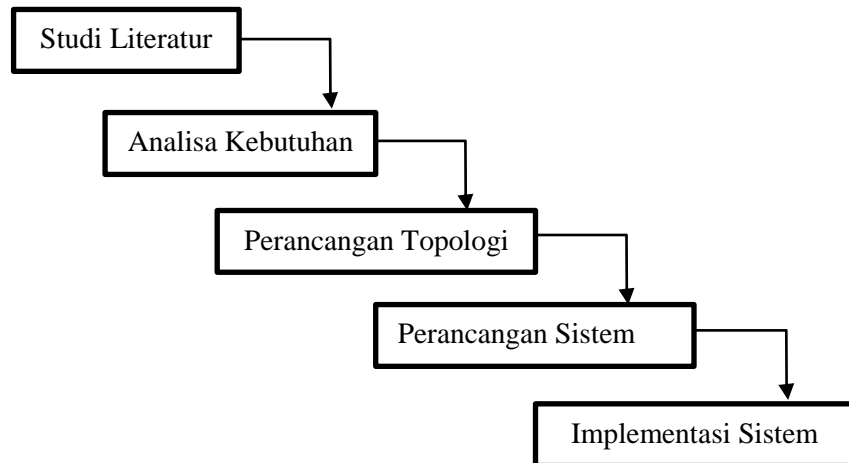 Studi Literatur
Analisa Kebutuhan
Perancangan Topologi
Perancangan Sistem
Implementasi Sistem